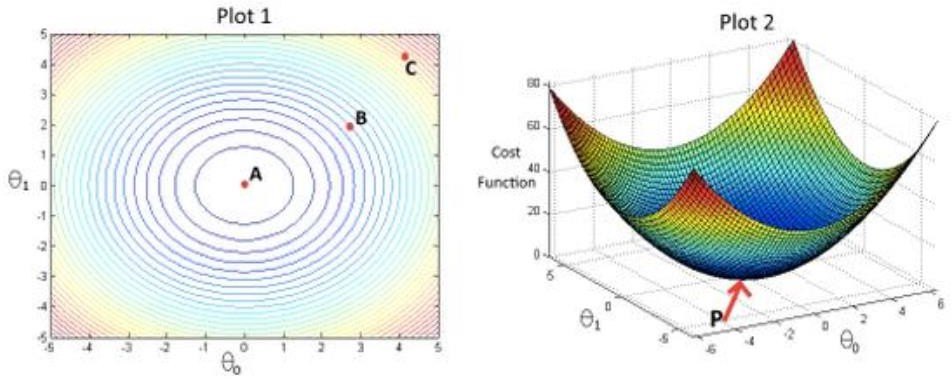 Plot 1
5
4
3
2
1
0
-1
-2
-3
-4
-5
θ₁
-5 -4 -3 -2 -1 0 1 2 3 4 5
θ₀
A
B
C
Plot 2
80
60
40
20
0
Cost
Function
5
0
-5
θ₁
-6 -4 -2 0 2 4 6
θ₀
P